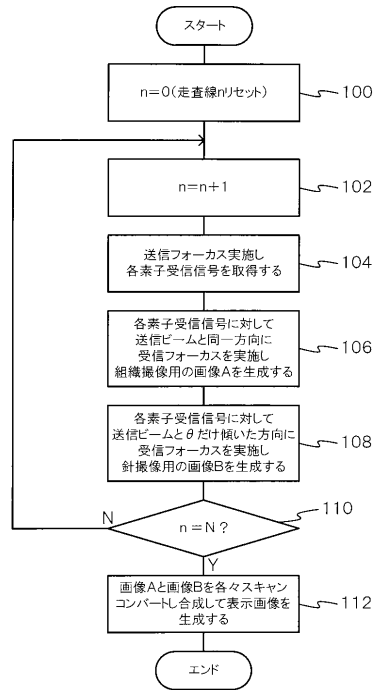 スタート
n=0(走査線nリセット)
100
n=n+1
102
送信フォーカス実施し
各素子受信信号を取得する
104
各素子受信信号に対して
送信ビームと同一方向に
受信フォーカスを実施し
組織撮像用の画像Aを生成する
106
各素子受信信号に対して
送信ビームとθだけ傾いた方向に
受信フォーカスを実施し
針撮像用の画像Bを生成する
108
N
n=N?
110
Y
画像Aと画像Bを各々スキャン
コンバートし合成して表示画像を
生成する
112
エンド